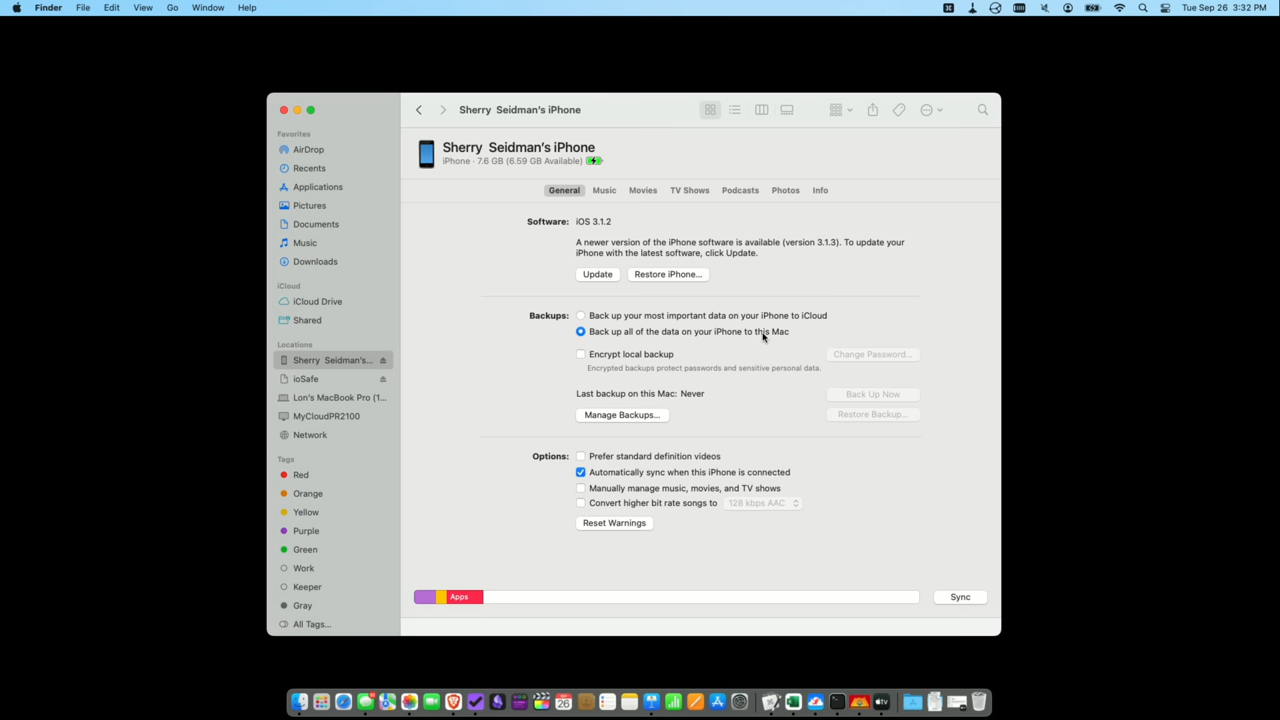 Finder File Edit View Go Window Help Tue Sep 26 3:32 PM
Sherry Seidman's iPhone
Favorites
AirDrop
Recents
Applications
Pictures
Documents
Music
Downloads
iCloud
iCloud Drive
Shared
Locations
Sherry Seidman's...
ioSafe
Lon's MacBook Pro (1...
MyCloudPR2100
Network
Tags
Red
Orange
Yellow
Purple
Green
Work
Keeper
Gray
All Tags...
Sherry Seidman's iPhone
iPhone · 7.6 GB (6.59 GB Available)
General Music Movies TV Shows Podcasts Photos Info
Software: iOS 3.1.2
A newer version of the iPhone software is available (version 3.1.3). To update your
iPhone with the latest software, click Update.
Update Restore iPhone...
Backups: Back up your most important data on your iPhone to iCloud
Back up all of the data on your iPhone to this Mac
Encrypt local backup Change Password...
Encrypted backups protect passwords and sensitive personal data.
Last backup on this Mac: Never Back Up Now
Manage Backups... Restore Backup...
Options: Prefer standard definition videos
Automatically sync when this iPhone is connected
Manually manage music, movies, and TV shows
Convert higher bit rate songs to 128 kbps AAC
Reset Warnings
Apps Sync